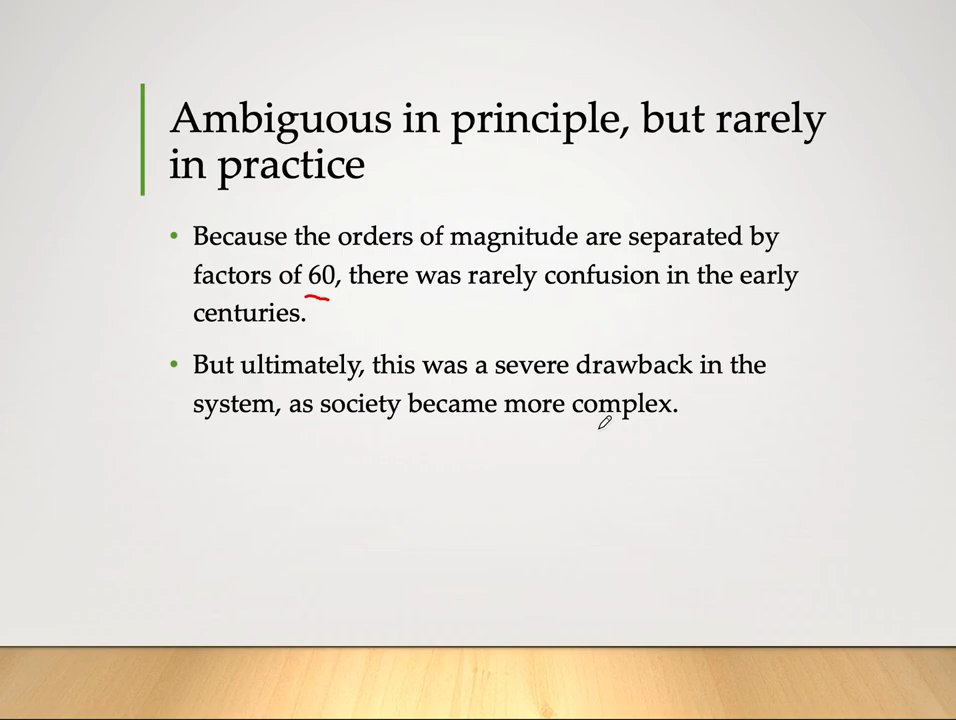 Ambiguous in principle, but rarely
in practice
• Because the orders of magnitude are separated by
factors of 60, there was rarely confusion in the early
centuries.
• But ultimately, this was a severe drawback in the
system, as society became more complex.